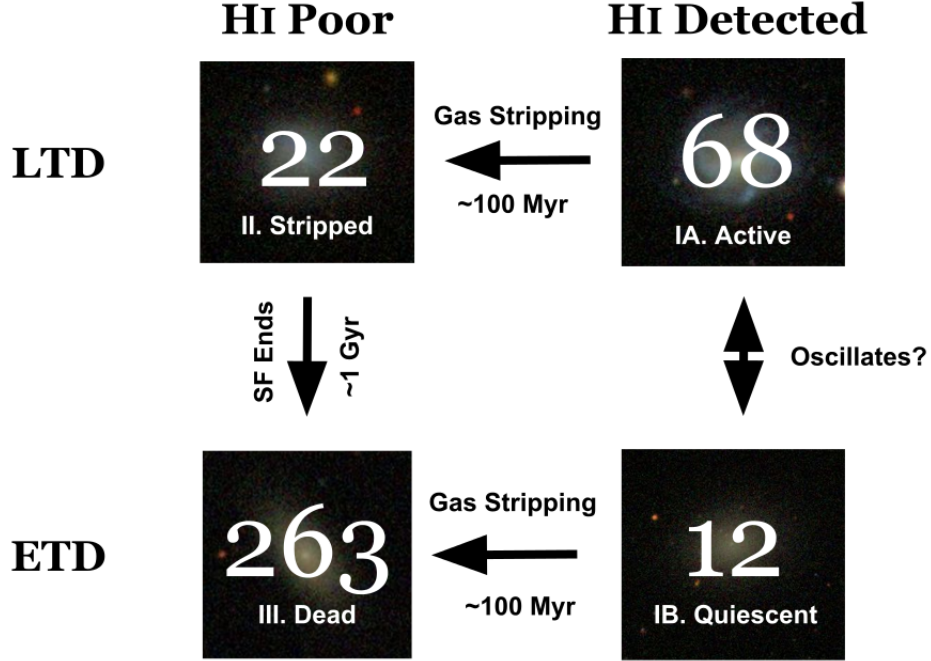 HI Poor
HI Detected
LTD
22
II. Stripped
Gas Stripping
~100 Myr
68
IA. Active
SF Ends
~1 Gyr
Oscillates?
ETD
263
III. Dead
Gas Stripping
~100 Myr
12
IB. Quiescent